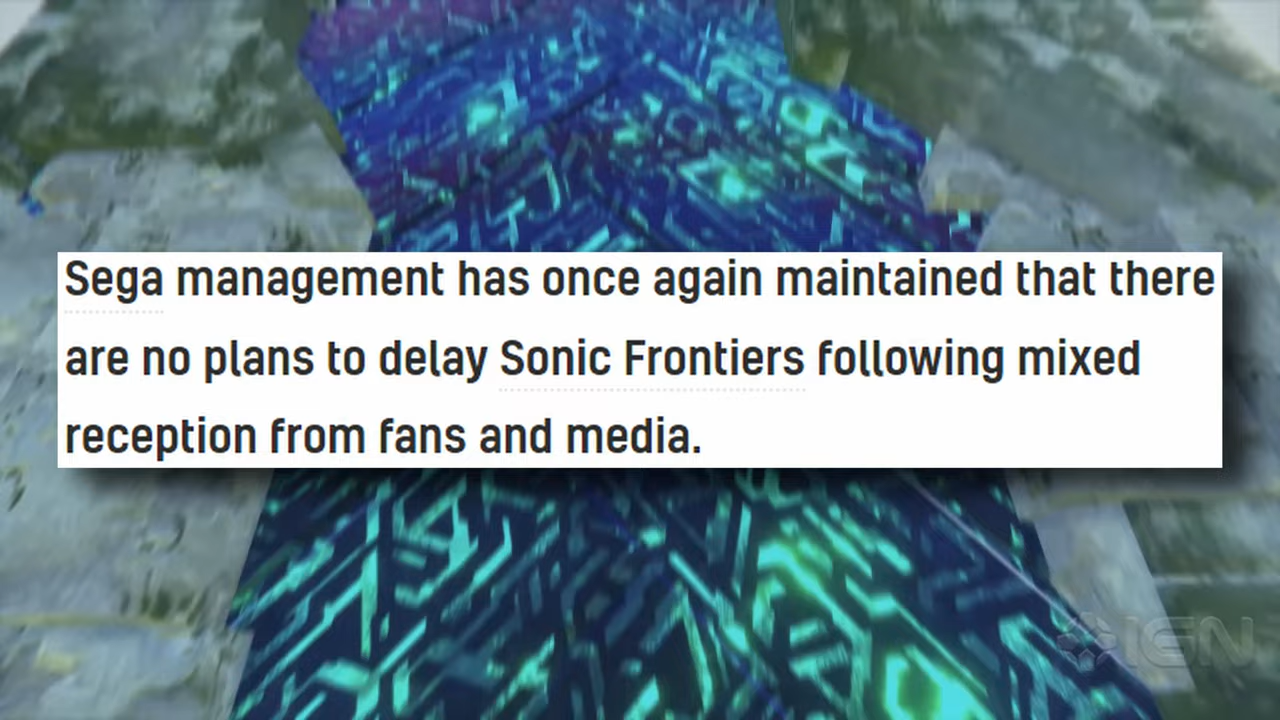 Sega management has once again maintained that there
are no plans to delay Sonic Frontiers following mixed
reception from fans and media.
IGN